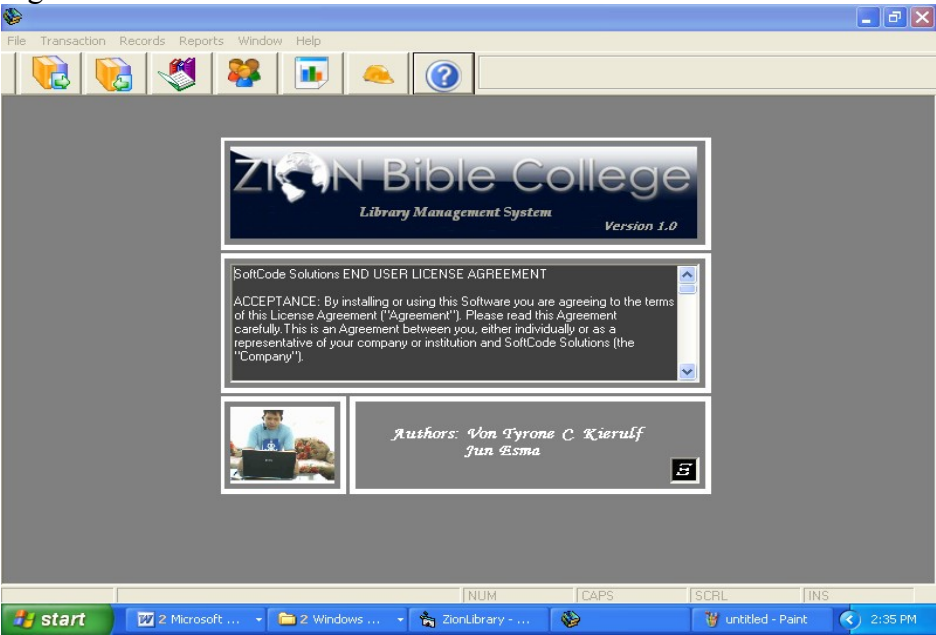 File Transaction Records Reports Window Help
ZION Bible College
Library Management System
Version 1.0
SoftCode Solutions END USER LICENSE AGREEMENT
ACCEPTANCE: By installing or using this Software you are agreeing to the terms
of this License Agreement ("Agreement"). Please read this Agreement
carefully.This is an Agreement between you, either individually or as a
representative of your company or institution and SoftCode Solutions (the
"Company").
Authors: Von Tyrone C. Kierulf
Jun Esma
S
NUM CAPS SCRL INS
start 2 Microsoft ... 2 Windows ... ZionLibrary - ... untitled - Paint 2:35 PM